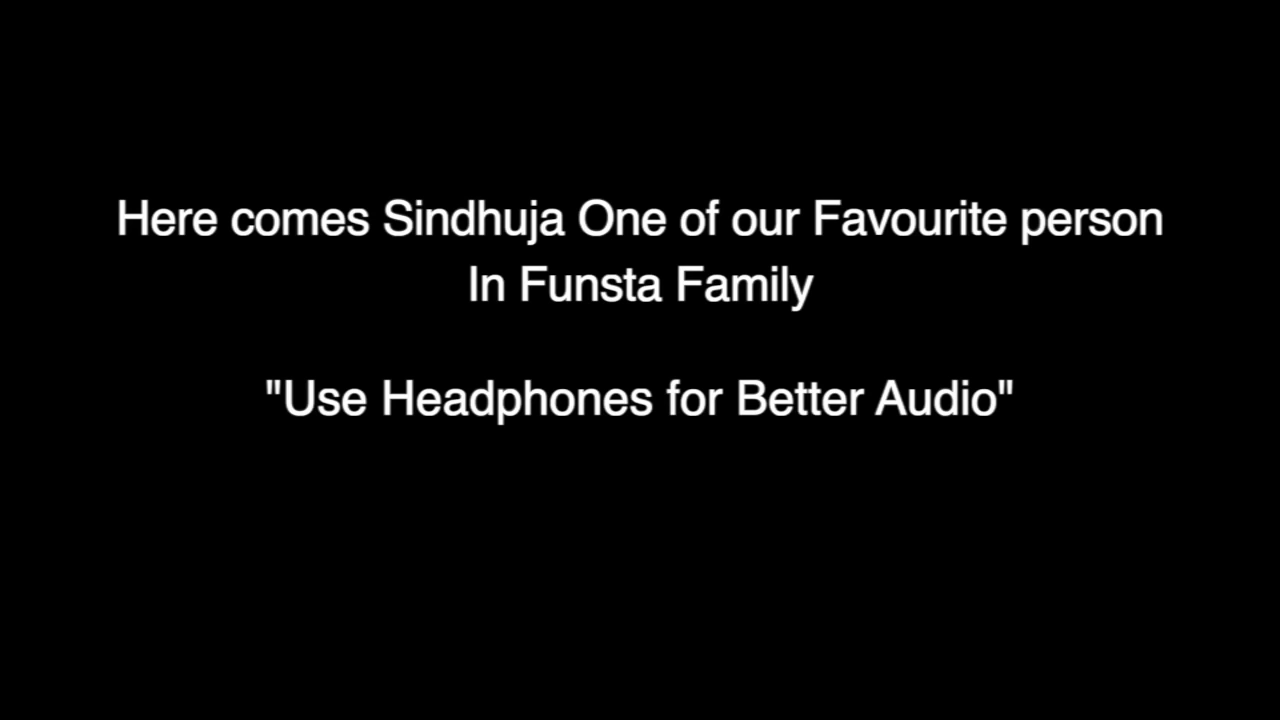 Here comes Sindhuja One of our Favourite person
In Funsta Family
"Use Headphones for Better Audio"